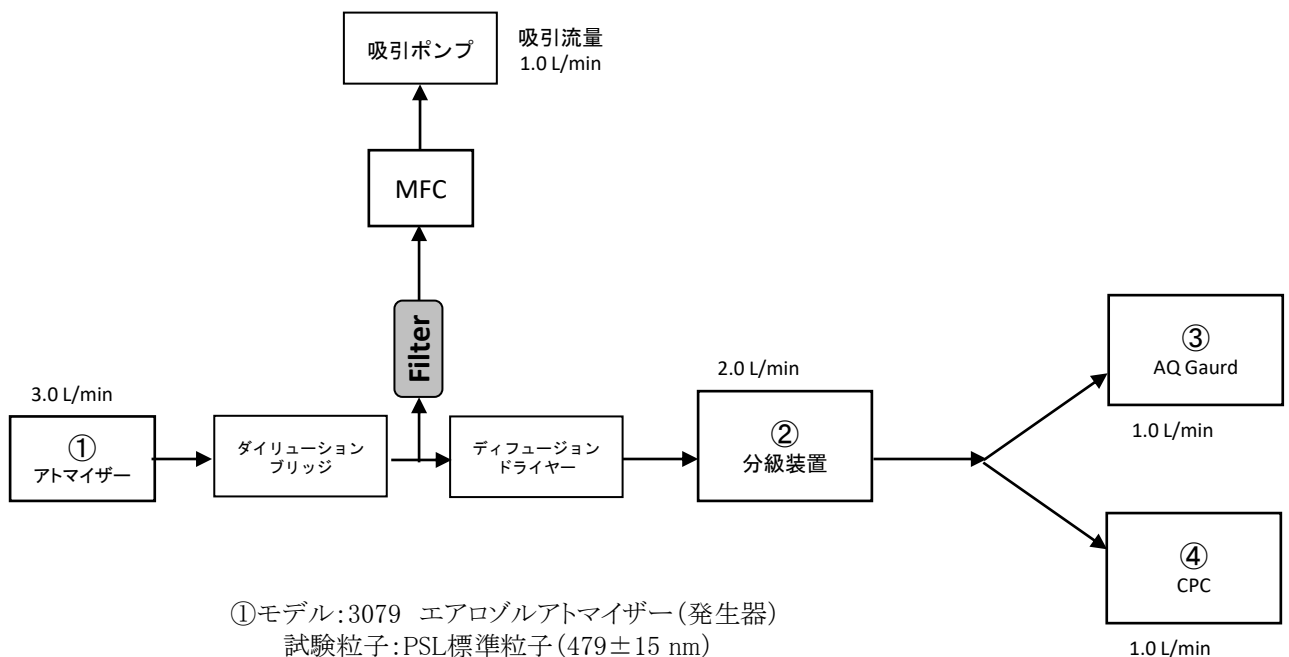 吸引ポンプ
吸引流量
1.0 L/min
MFC
Filter
3.0 L/min
①
アトマイザー
ダイリューション
ブリッジ
ディフュージョン
ドライヤー
2.0 L/min
②
分級装置
③
AQ Gaurd
1.0 L/min
④
CPC
1.0 L/min
①モデル：3079　エアロゾルアトマイザー（発生器）
試験粒子：PSL標準粒子（479±15 nm）